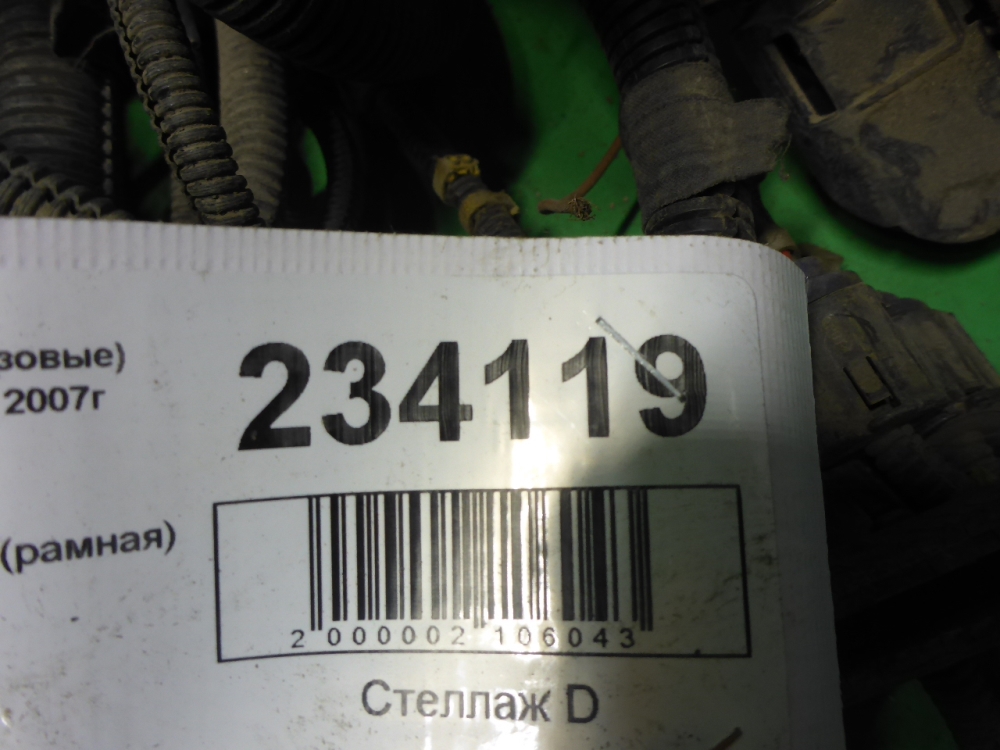 зовые)
2007г
234119
(рамная)
2 000002 106043
Стеллаж D